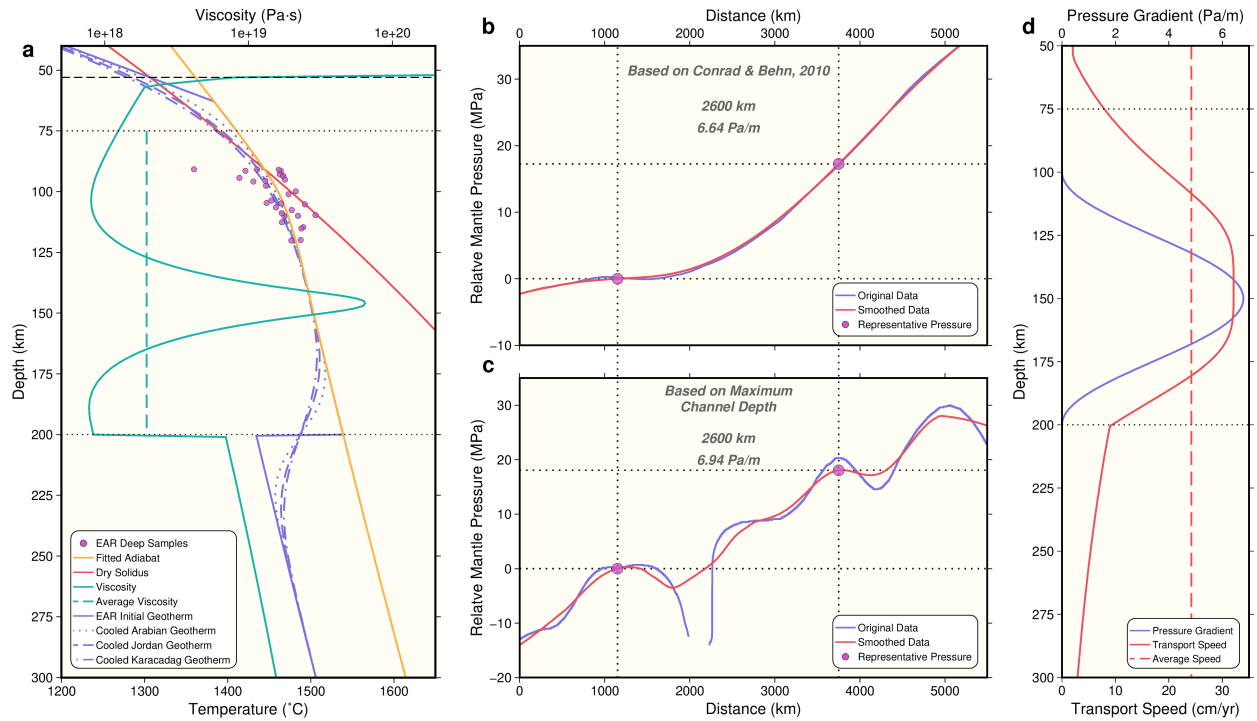 Viscosity (Pa·s)
1e+18 1e+19 1e+20
a
50
75
100
125
150
175
200
225
250
275
300
Depth (km)
EAR Deep Samples
Fitted Adiabat
Dry Solidus
Viscosity
Average Viscosity
EAR Initial Geotherm
Cooled Arabian Geotherm
Cooled Jordan Geotherm
Cooled Karacadag Geotherm
1200 1300 1400 1500 1600
Temperature (˚C)
Distance (km)
0 1000 2000 3000 4000 5000
b
Relatve Mantle Pressure (MPa)
30
20
10
0
−10
Based on Conrad & Behn, 2010
2600 km
6.64 Pa/m
Original Data
Smoothed Data
Representative Pressure
c
Relatve Mantle Pressure (MPa)
30
20
10
0
−10
−20
Based on Maximum
Channel Depth
2600 km
6.94 Pa/m
Original Data
Smoothed Data
Representative Pressure
0 1000 2000 3000 4000 5000
Distance (km)
Pressure Gradient (Pa/m)
0 2 4 6
d
50
75
100
125
150
175
200
225
250
275
300
Depth (km)
Pressure Gradient
Transport Speed
Average Speed
0 10 20 30
Transport Speed (cm/yr)